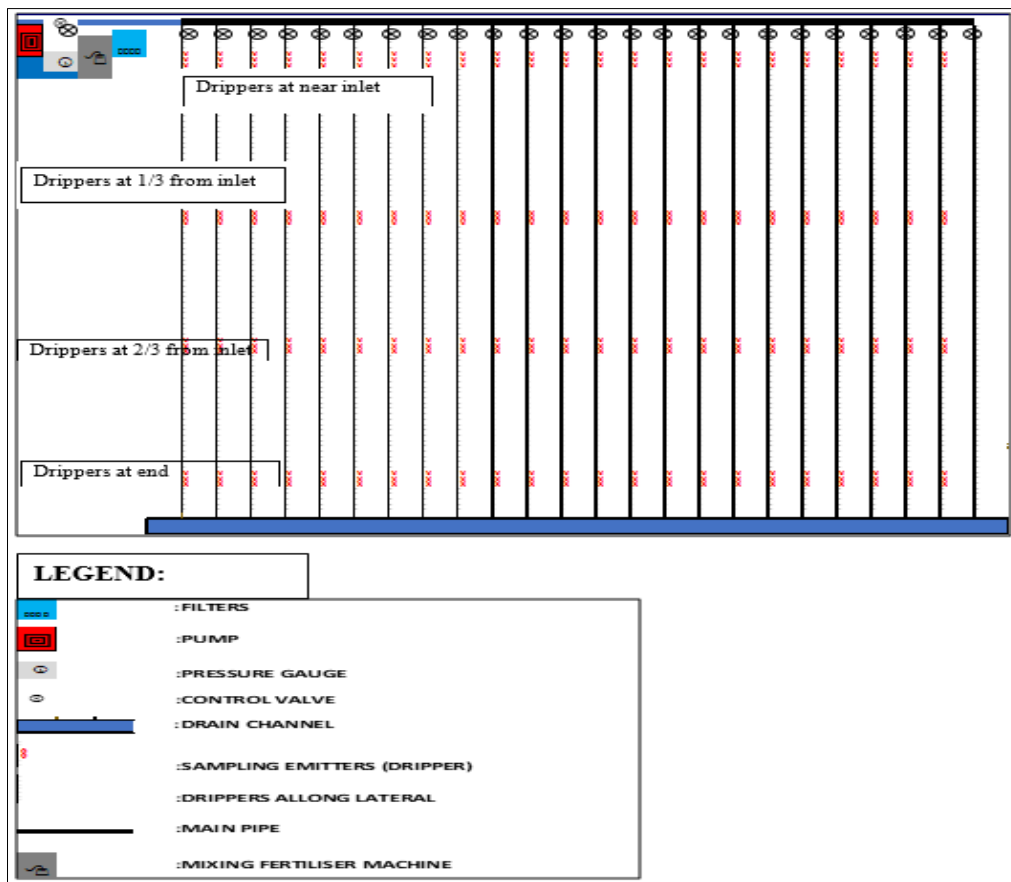 Drippers at near inlet
Drippers at 1/3 from inlet
Drippers at 2/3 from inlet
Drippers at end
LEGEND:
:FILTERS
:PUMP
:PRESSURE GAUGE
:CONTROL VALVE
:DRAIN CHANNEL
:SAMPLING EMITTERS (DRIPPER)
:DRIPPERS ALLONG LATERAL
:MAIN PIPE
:MIXING FERTILISER MACHINE